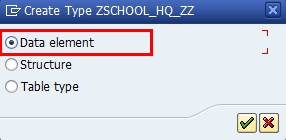 Create Type ZSCHOOL_HQ_ZZ
Data element
Structure
Table type